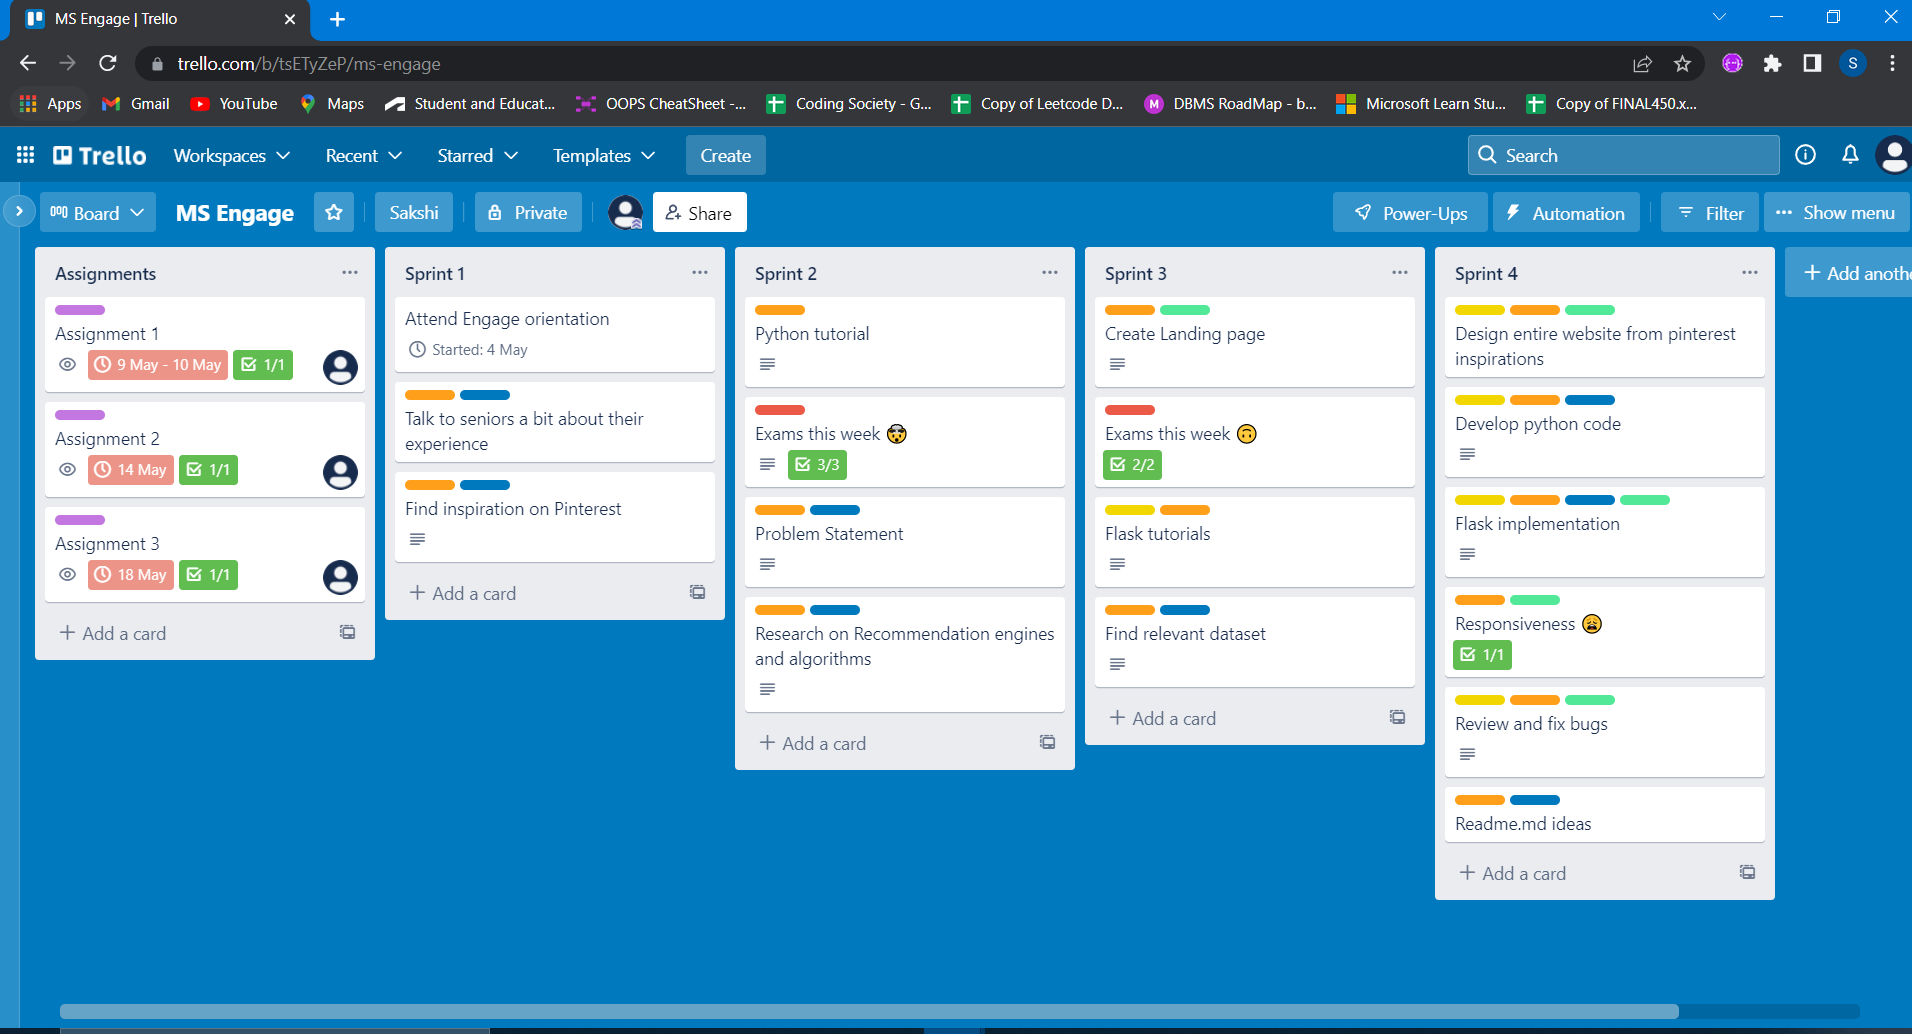 MS Engage | Trello
trello.com/b/tsETyZeP/ms-engage
S
Apps
Gmail
YouTube
Maps
Student and Educat...
OOPS CheatSheet -...
Coding Society - G...
Copy of Leetcode D...
M
DBMS RoadMap - b...
Microsoft Learn Stu...
Copy of FINAL450.x...
Trello
Workspaces
Recent
Starred
Templates
Create
Search
Board
MS Engage
Sakshi
Private
Share
Power-Ups
Automation
Filter
Show menu
Assignments
Assignment 1
9 May - 10 May
1/1
Assignment 2
14 May
1/1
Assignment 3
18 May
1/1
+ Add a card
Sprint 1
Attend Engage orientation
Started: 4 May
Talk to seniors a bit about their
experience
Find inspiration on Pinterest
+ Add a card
Sprint 2
Python tutorial
Exams this week 🤯
3/3
Problem Statement
Research on Recommendation engines
and algorithms
+ Add a card
Sprint 3
Create Landing page
Exams this week 🙃
2/2
Flask tutorials
Find relevant dataset
+ Add a card
Sprint 4
Design entire website from pinterest
inspirations
Develop python code
Flask implementation
Responsiveness 😩
1/1
Review and fix bugs
Readme.md ideas
+ Add a card
+ Add anothe